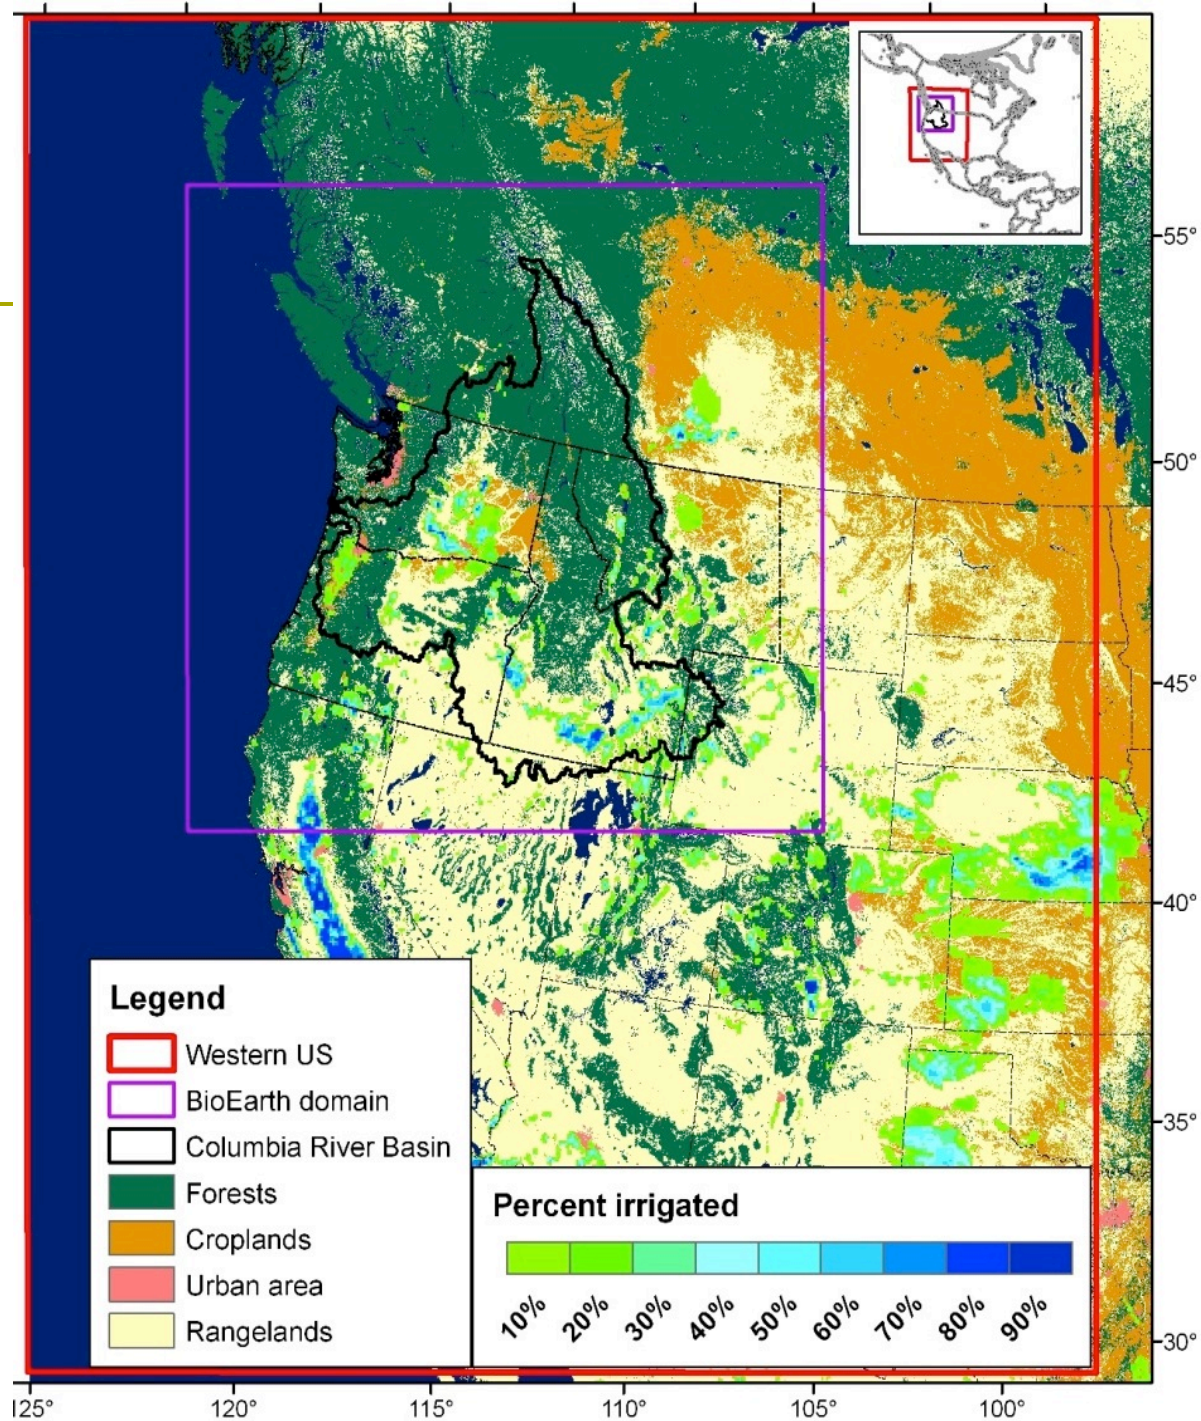 55°
50°
45°
40°
35°
30°
Legend
Western US
BioEarth domain
Columbia River Basin
Forests
Croplands
Urban area
Rangelands
Percent irrigated
10% 20% 30% 40% 50% 60% 70% 80% 90%
25° 120° 115° 110° 105° 100°